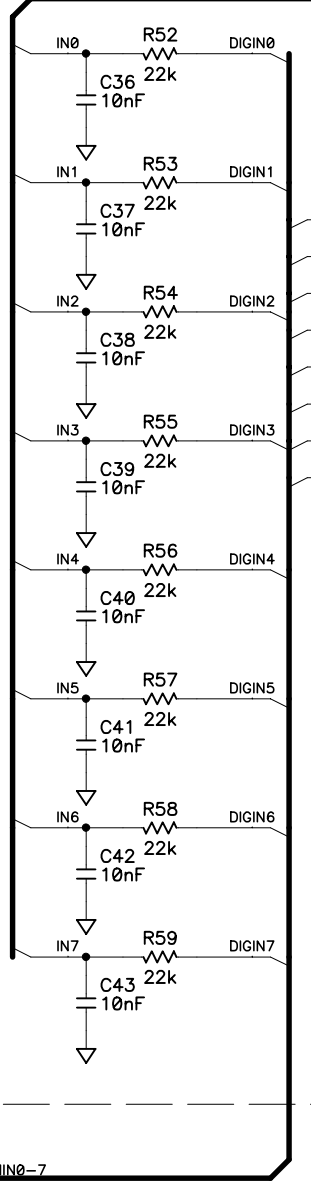 R52
IN0 DIGIN0
C36 22k
10nF
R53
IN1 DIGIN1
C37 22k
10nF
R54
IN2 DIGIN2
C38 22k
10nF
R55
IN3 DIGIN3
C39 22k
10nF
R56
IN4 DIGIN4
C40 22k
10nF
R57
IN5 DIGIN5
C41 22k
10nF
R58
IN6 DIGIN6
C42 22k
10nF
R59
IN7 DIGIN7
C43 22k
10nF
IN0-7